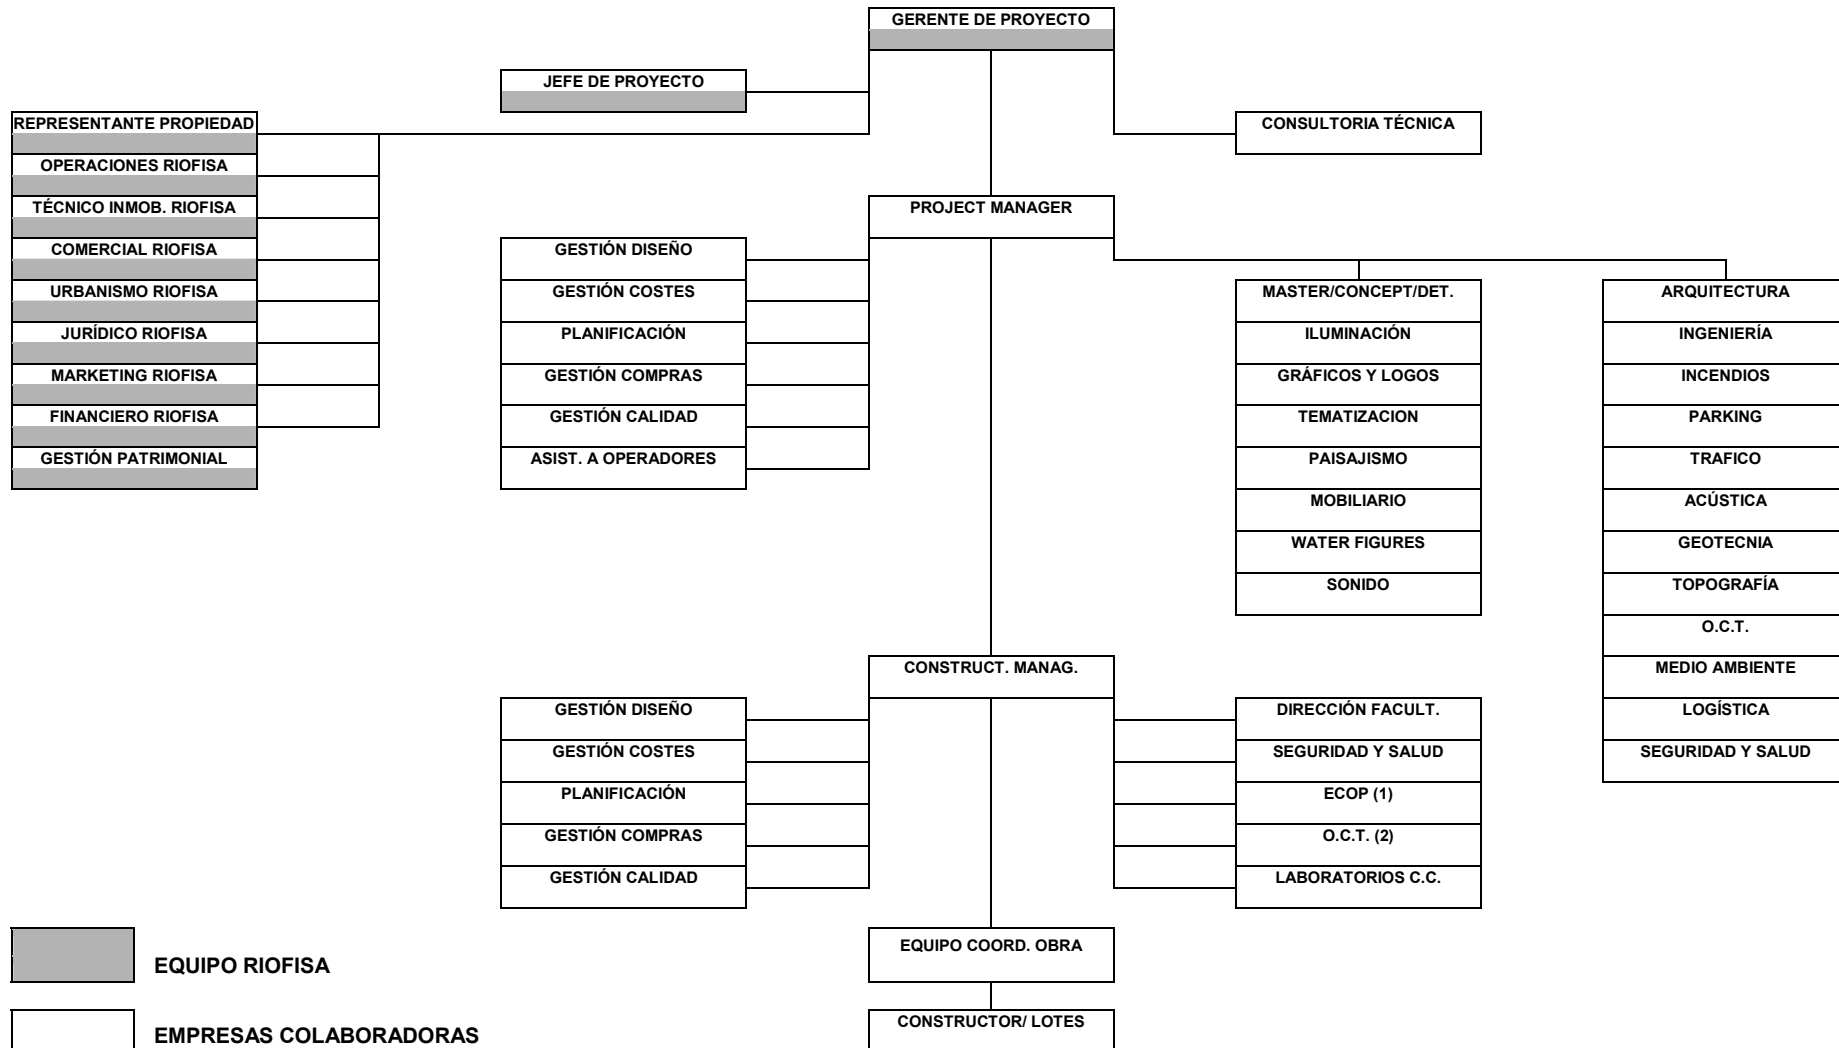 GERENTE DE PROYECTO
JEFE DE PROYECTO
REPRESENTANTE PROPIEDAD
OPERACIONES RIOFISA
TÉCNICO INMOB. RIOFISA
COMERCIAL RIOFISA
URBANISMO RIOFISA
JURÍDICO RIOFISA
MARKETING RIOFISA
FINANCIERO RIOFISA
GESTIÓN PATRIMONIAL
CONSULTORIA TÉCNICA
PROJECT MANAGER
GESTIÓN DISEÑO
GESTIÓN COSTES
PLANIFICACIÓN
GESTIÓN COMPRAS
GESTIÓN CALIDAD
ASIST. A OPERADORES
MASTER/CONCEPT/DET.
ILUMINACIÓN
GRÁFICOS Y LOGOS
TEMATIZACION
PAISAJISMO
MOBILIARIO
WATER FIGURES
SONIDO
ARQUITECTURA
INGENIERÍA
INCENDIOS
PARKING
TRAFICO
ACÚSTICA
GEOTECNIA
TOPOGRAFÍA
O.C.T.
MEDIO AMBIENTE
LOGÍSTICA
SEGURIDAD Y SALUD
CONSTRUCT. MANAG.
GESTIÓN DISEÑO
GESTIÓN COSTES
PLANIFICACIÓN
GESTIÓN COMPRAS
GESTIÓN CALIDAD
DIRECCIÓN FACULT.
SEGURIDAD Y SALUD
ECOP (1)
O.C.T. (2)
LABORATORIOS C.C.
EQUIPO COORD. OBRA
CONSTRUCTOR/ LOTES
EQUIPO RIOFISA
EMPRESAS COLABORADORAS